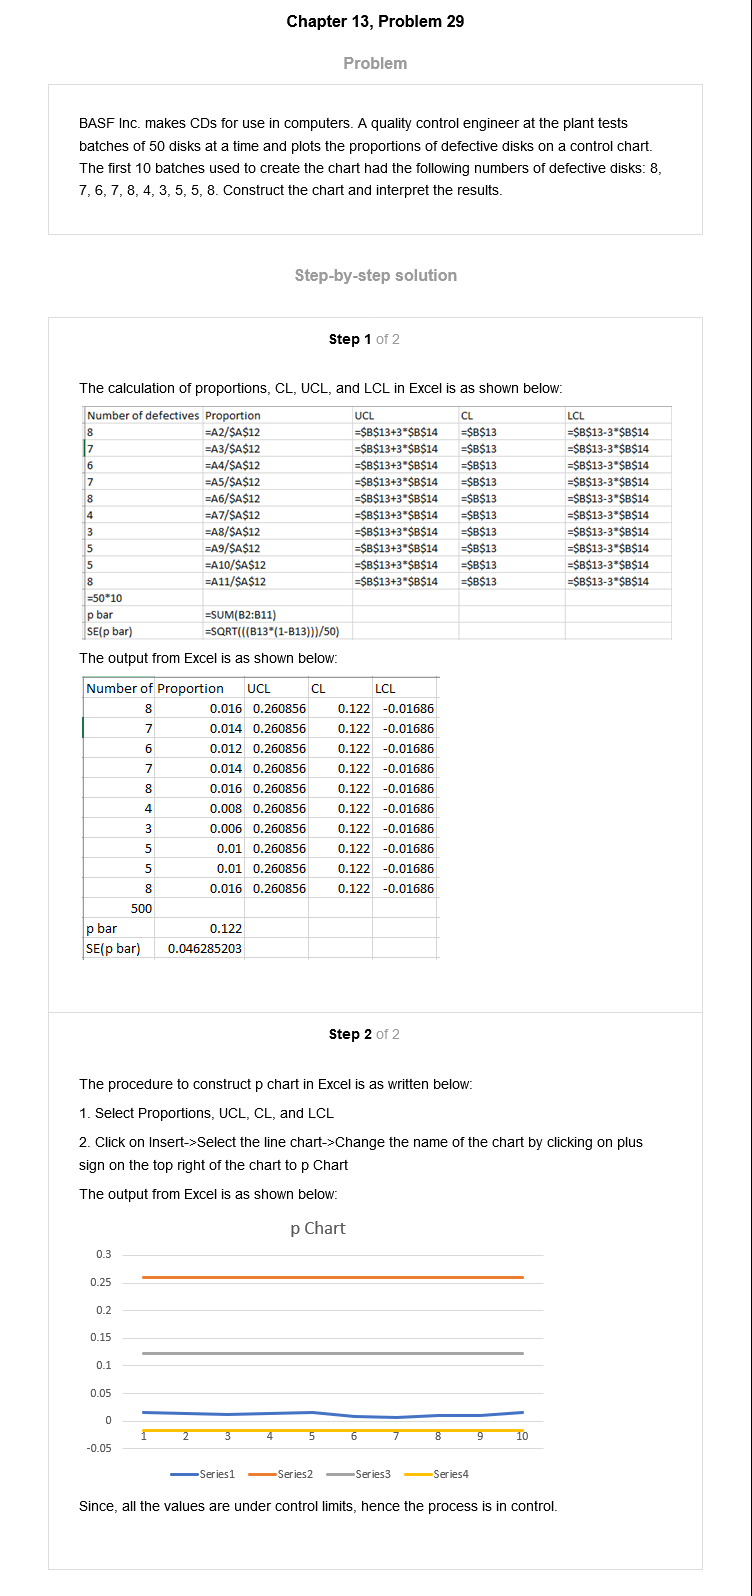 Chapter 13, Problem 29
Problem
BASF Inc. makes CDs for use in computers. A quality control engineer at the plant tests
batches of 50 disks at a time and plots the proportions of defective disks on a control chart.
The first 10 batches used to create the chart had the following numbers of defective disks: 8,
7, 6, 7, 8, 4, 3, 5, 5, 8. Construct the chart and interpret the results.
Step-by-step solution
Step 1 of 2
The calculation of proportions, CL, UCL, and LCL in Excel is as shown below:
Number of defectives Proportion UCL CL LCL
8 =A2/$A$12 =$B$13+3*$B$14 =$B$13 =$B$13-3*$B$14
7 =A3/$A$12 =$B$13+3*$B$14 =$B$13 =$B$13-3*$B$14
6 =A4/$A$12 =$B$13+3*$B$14 =$B$13 =$B$13-3*$B$14
7 =A5/$A$12 =$B$13+3*$B$14 =$B$13 =$B$13-3*$B$14
8 =A6/$A$12 =$B$13+3*$B$14 =$B$13 =$B$13-3*$B$14
4 =A7/$A$12 =$B$13+3*$B$14 =$B$13 =$B$13-3*$B$14
3 =A8/$A$12 =$B$13+3*$B$14 =$B$13 =$B$13-3*$B$14
5 =A9/$A$12 =$B$13+3*$B$14 =$B$13 =$B$13-3*$B$14
5 =A10/$A$12 =$B$13+3*$B$14 =$B$13 =$B$13-3*$B$14
8 =A11/$A$12 =$B$13+3*$B$14 =$B$13 =$B$13-3*$B$14
=50*10
p bar =SUM(B2:B11)
SE(p bar) =SQRT(((B13*(1-B13)))/50)
The output from Excel is as shown below:
Number of Proportion UCL CL LCL
8 0.016 0.260856 0.122 -0.01686
7 0.014 0.260856 0.122 -0.01686
6 0.012 0.260856 0.122 -0.01686
7 0.014 0.260856 0.122 -0.01686
8 0.016 0.260856 0.122 -0.01686
4 0.008 0.260856 0.122 -0.01686
3 0.006 0.260856 0.122 -0.01686
5 0.01 0.260856 0.122 -0.01686
5 0.01 0.260856 0.122 -0.01686
8 0.016 0.260856 0.122 -0.01686
500
p bar 0.122
SE(p bar) 0.046285203
Step 2 of 2
The procedure to construct p chart in Excel is as written below:
1. Select Proportions, UCL, CL, and LCL
2. Click on Insert->Select the line chart->Change the name of the chart by clicking on plus
sign on the top right of the chart to p Chart
The output from Excel is as shown below:
p Chart
0.3
0.25
0.2
0.15
0.1
0.05
0
1 2 3 4 5 6 7 8 9 10
-0.05
Series1 Series2 Series3 Series4
Since, all the values are under control limits, hence the process is in control.